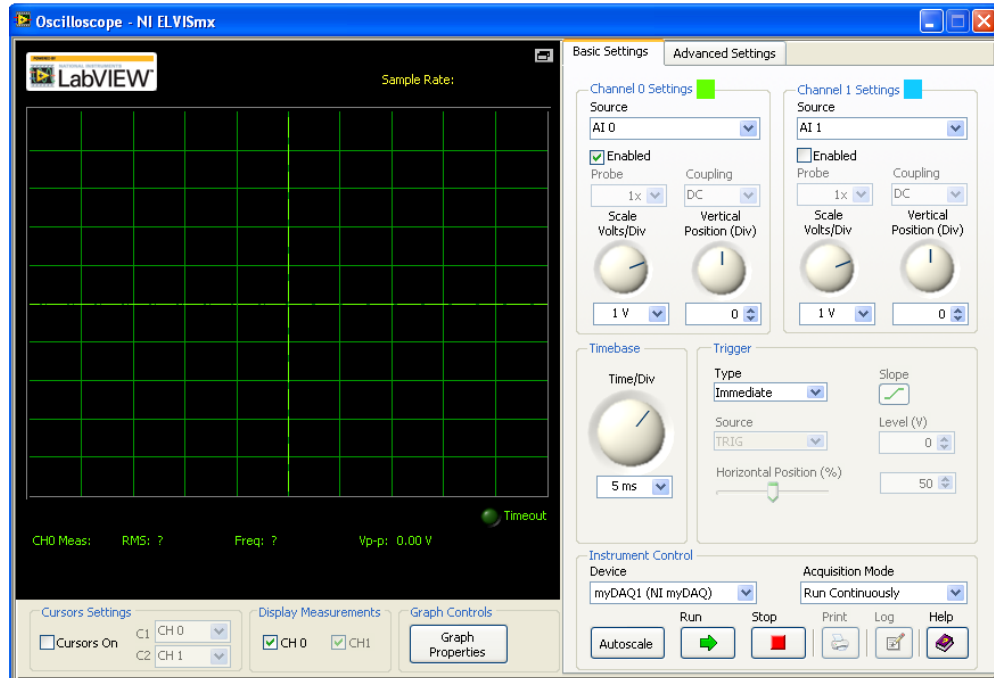 Oscilloscope - NI ELVISmx
NATIONAL INSTRUMENTS
LabVIEW
Sample Rate:
Timeout
CH0 Meas: RMS: ? Freq: ? Vp-p: 0.00 V
Cursors Settings
Cursors On
C1 CH 0
C2 CH 1
Display Measurements
CH 0 CH1
Graph Controls
Graph
Properties
Basic Settings Advanced Settings
Channel 0 Settings
Source
AI 0
Enabled
Probe Coupling
1x DC
Scale Vertical
Volts/Div Position (Div)
1 V 0
Channel 1 Settings
Source
AI 1
Enabled
Probe Coupling
1x DC
Scale Vertical
Volts/Div Position (Div)
1 V 0
Timebase
Time/Div
5 ms
Trigger
Type Slope
Immediate
Source Level (V)
TRIG 0
Horizontal Position (%)
50
Instrument Control
Device Acquisition Mode
myDAQ1 (NI myDAQ) Run Continuously
Run Stop Print Log Help
Autoscale